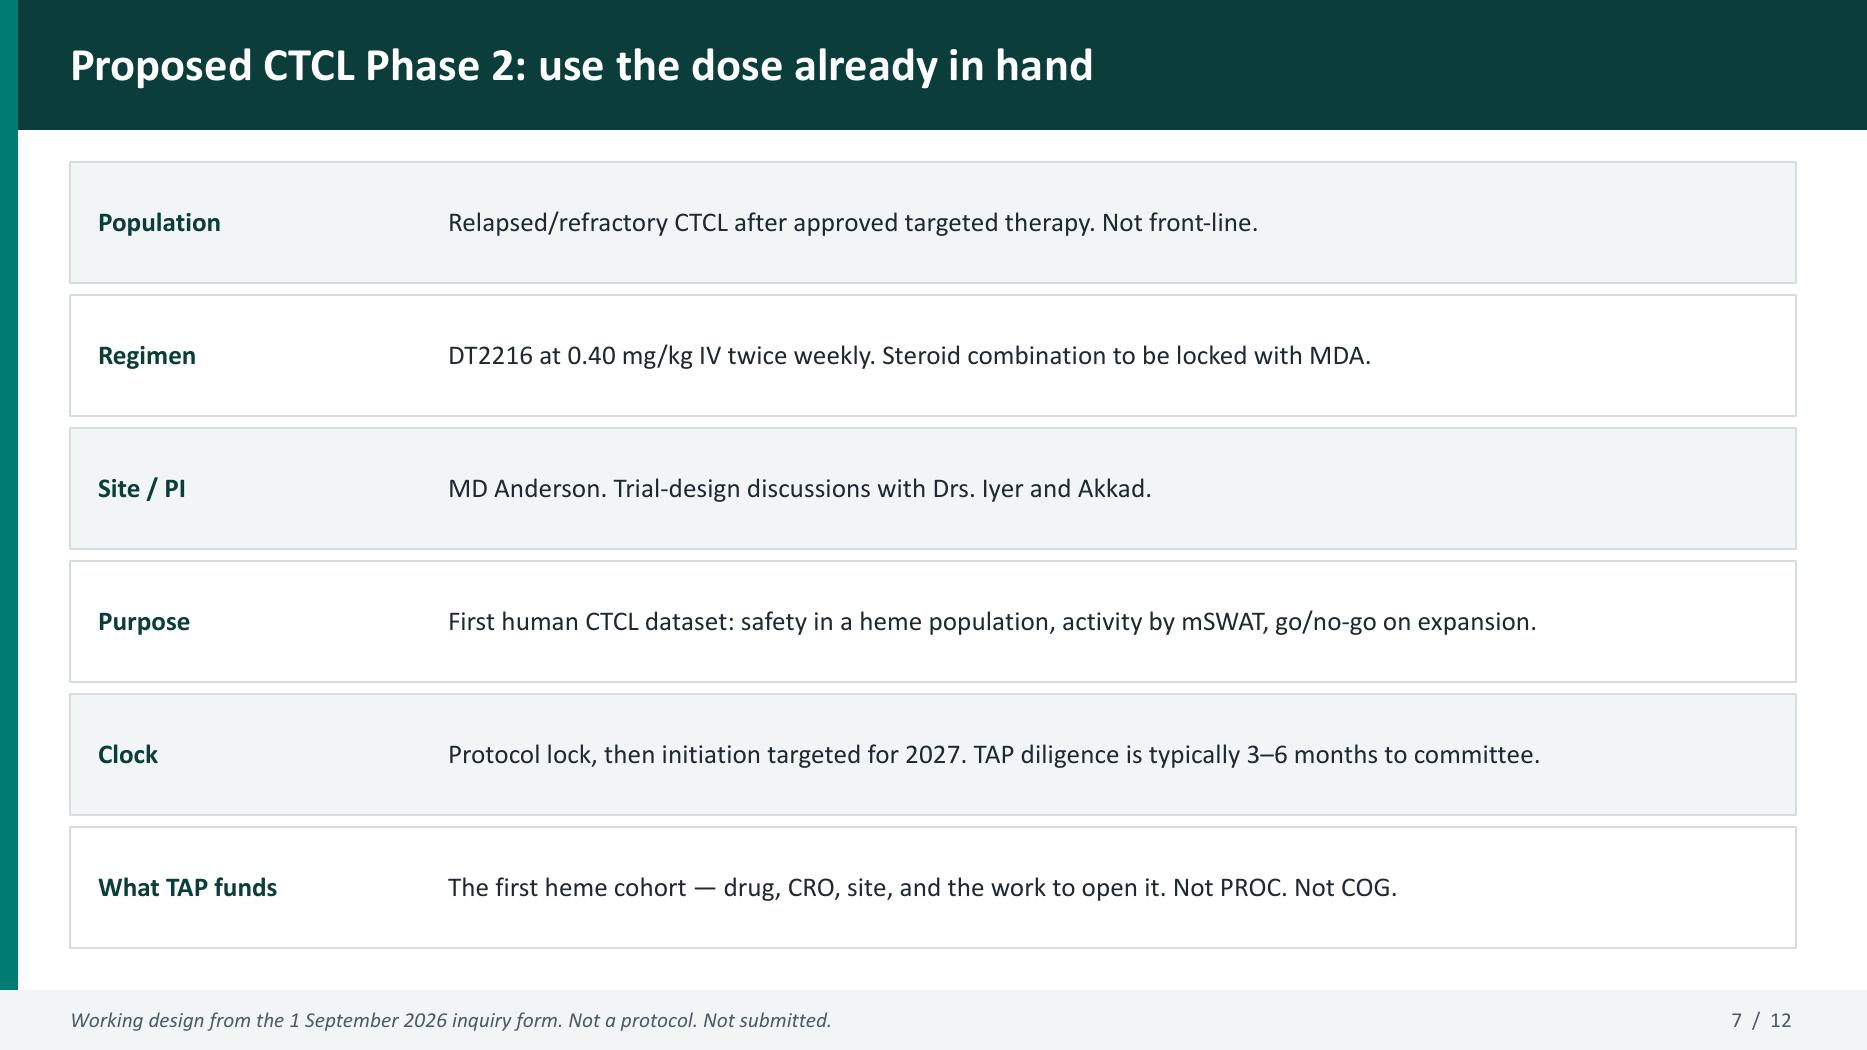 Proposed CTCL Phase 2: use the dose already in hand
Population
Relapsed/refractory CTCL after approved targeted therapy. Not front-line.
Regimen
DT2216 at 0.40 mg/kg IV twice weekly. Steroid combination to be locked with MDA.
Site / PI
MD Anderson. Trial-design discussions with Drs. Iyer and Akkad.
Purpose
First human CTCL dataset: safety in a heme population, activity by mSWAT, go/no-go on expansion.
Clock
Protocol lock, then initiation targeted for 2027. TAP diligence is typically 3–6 months to committee.
What TAP funds
The first heme cohort — drug, CRO, site, and the work to open it. Not PROC. Not COG.
Working design from the 1 September 2026 inquiry form. Not a protocol. Not submitted.
7 / 12